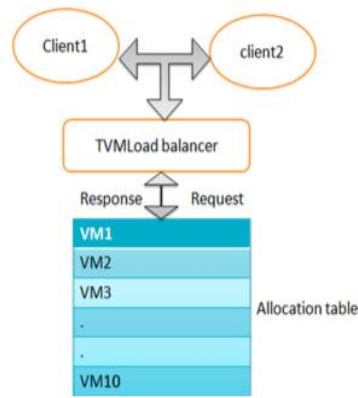 Client1
client2
TVMLoad balancer
Response
Request
VM1
VM2
VM3
.
.
VM10
Allocation table